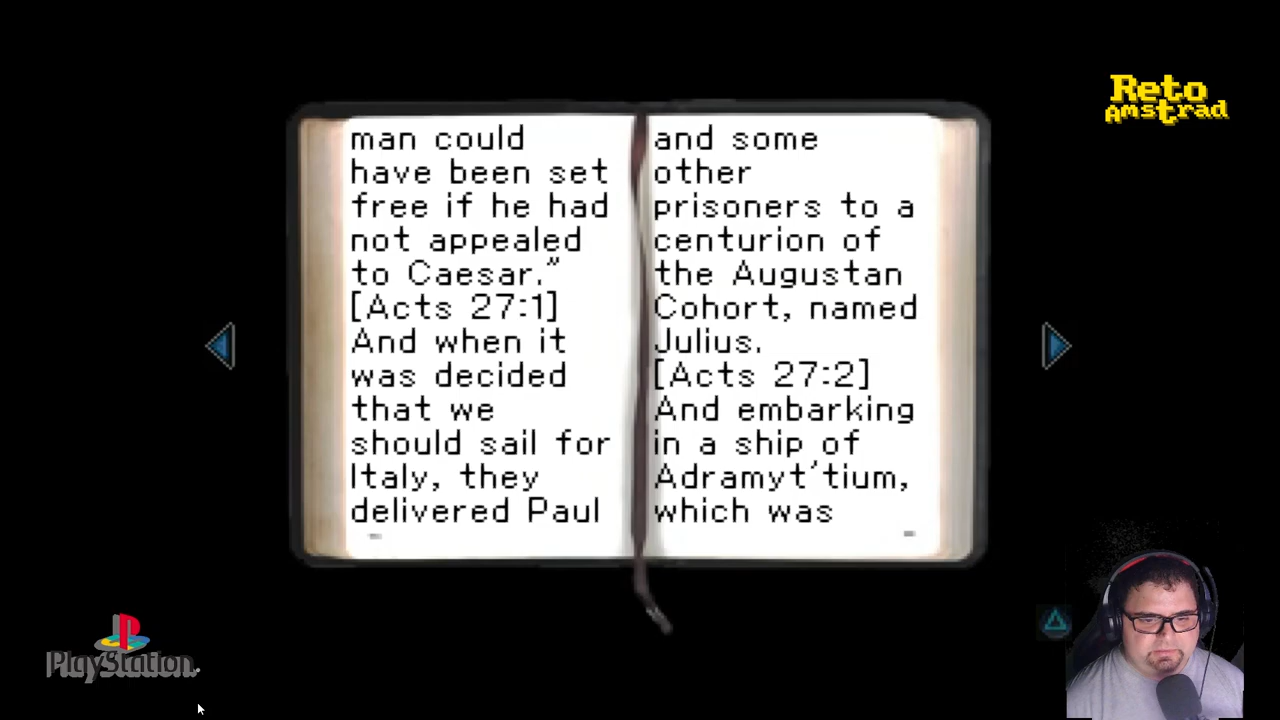 Reto
Amstrad
man could
have been set
free if he had
not appealed
to Caesar.”
[Acts 27:1]
And when it
was decided
that we
should sail for
Italy, they
delivered Paul
and some
other
prisoners to a
centurion of
the Augustan
Cohort, named
Julius.
[Acts 27:2]
And embarking
in a ship of
Adramyt′tium,
which was
PlayStation.